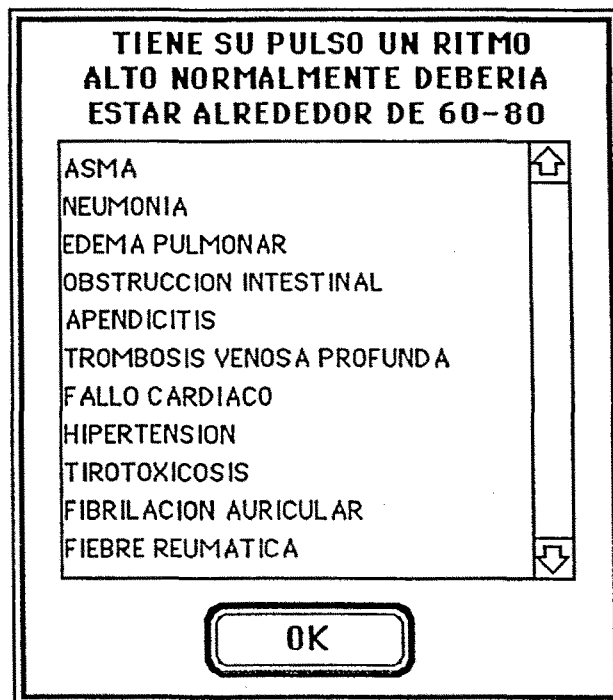 TIENE SU PULSO UN RITMO
ALTO NORMALMENTE DEBERIA
ESTAR ALREDEDOR DE 60-80
ASMA
NEUMONIA
EDEMA PULMONAR
OBSTRUCCION INTESTINAL
APENDICITIS
TROMBOSIS VENOSA PROFUNDA
FALLO CARDIACO
HIPERTENSION
TIROTOXICOSIS
FIBRILACION AURICULAR
FIEBRE REUMATICA
OK